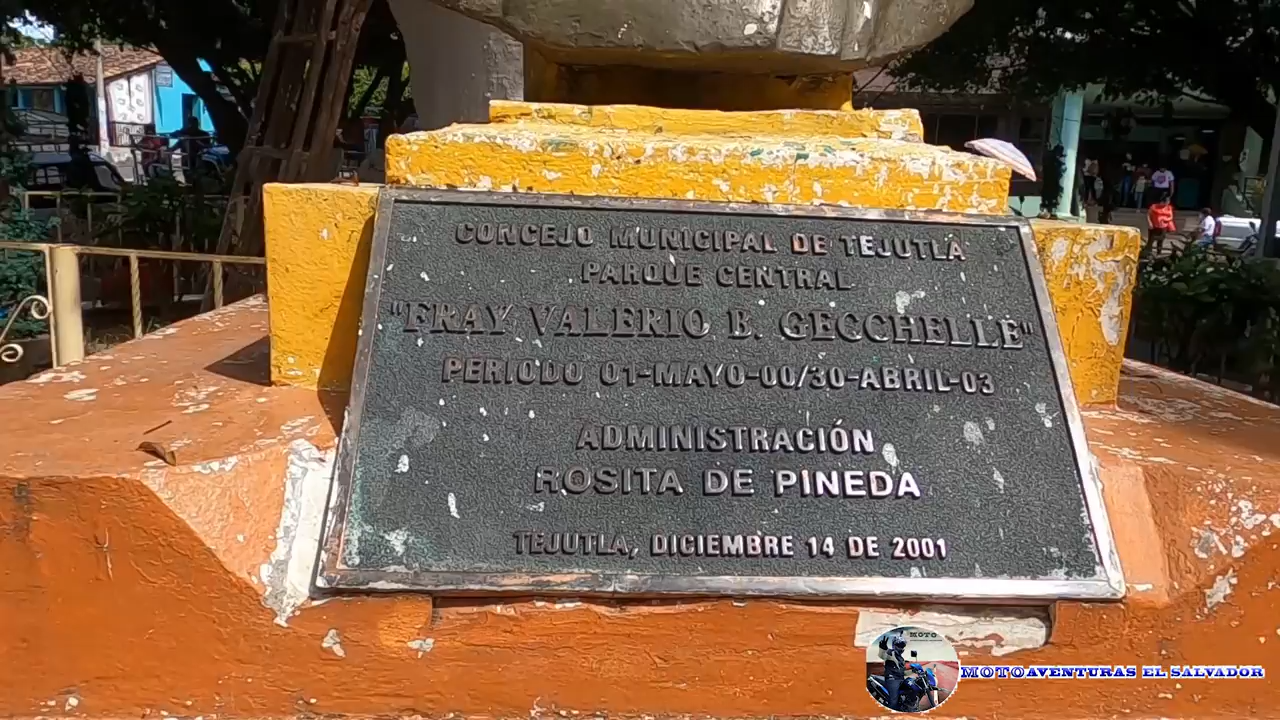 CONCEJO MUNICIPAL DE TEJUTLA
PARQUE CENTRAL
"FRAY VALERIO B. GECCHELLE"
PERIODO 01-MAYO-00/30-ABRIL-03
ADMINISTRACIÓN
ROSITA DE PINEDA
TEJUTLA, DICIEMBRE 14 DE 2001
MOTO
MOTOAVENTURAS EL SALVADOR